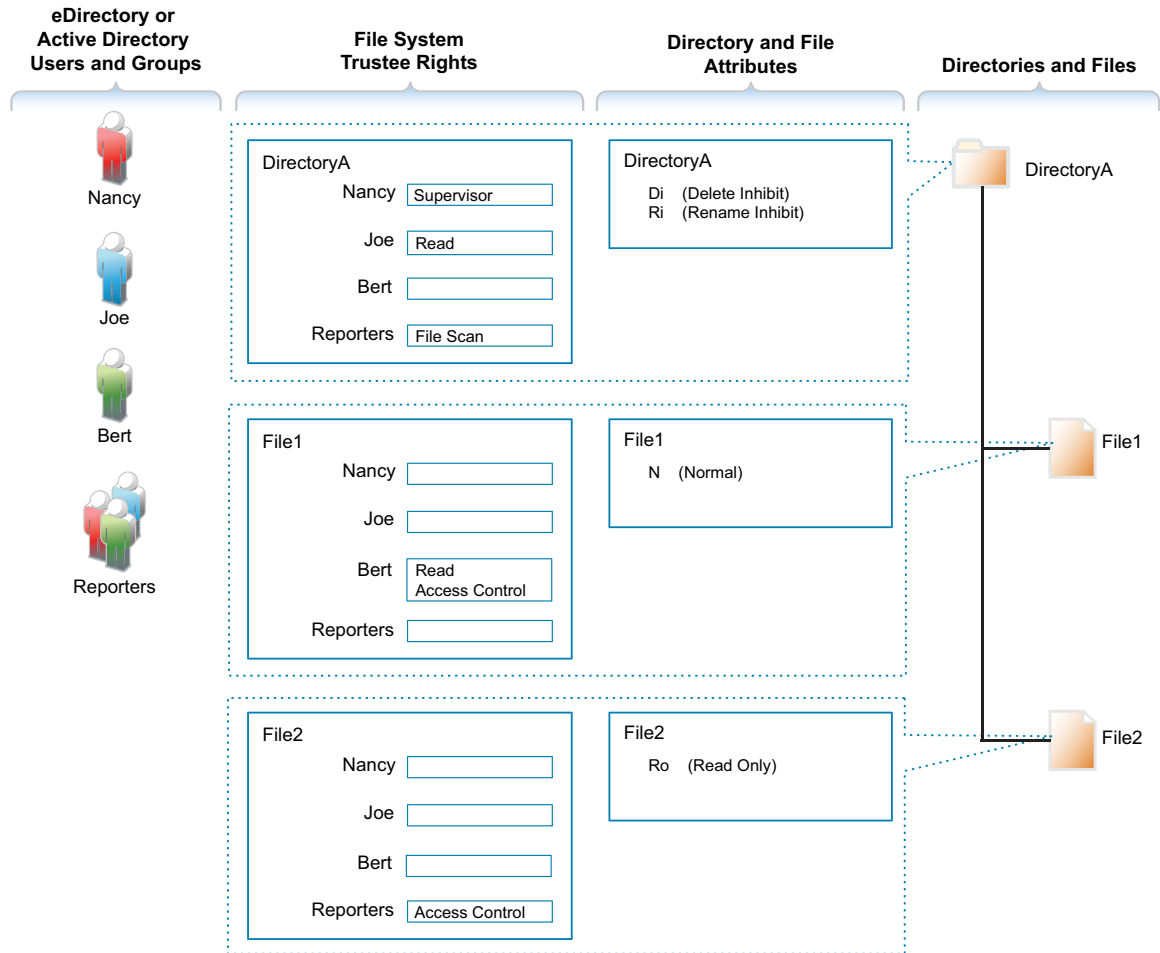 eDirectory or
Active Directory
Users and Groups
File System
Trustee Rights
Directory and File
Attributes
Directories and Files
Nancy
Joe
Bert
Reporters
DirectoryA
Nancy
Supervisor
Joe
Read
Bert
Reporters
File Scan
DirectoryA
Di (Delete Inhibit)
Ri (Rename Inhibit)
DirectoryA
File1
Nancy
Joe
Bert
Read
Access Control
Reporters
File1
N (Normal)
File1
File2
Nancy
Joe
Bert
Reporters
Access Control
File2
Ro (Read Only)
File2